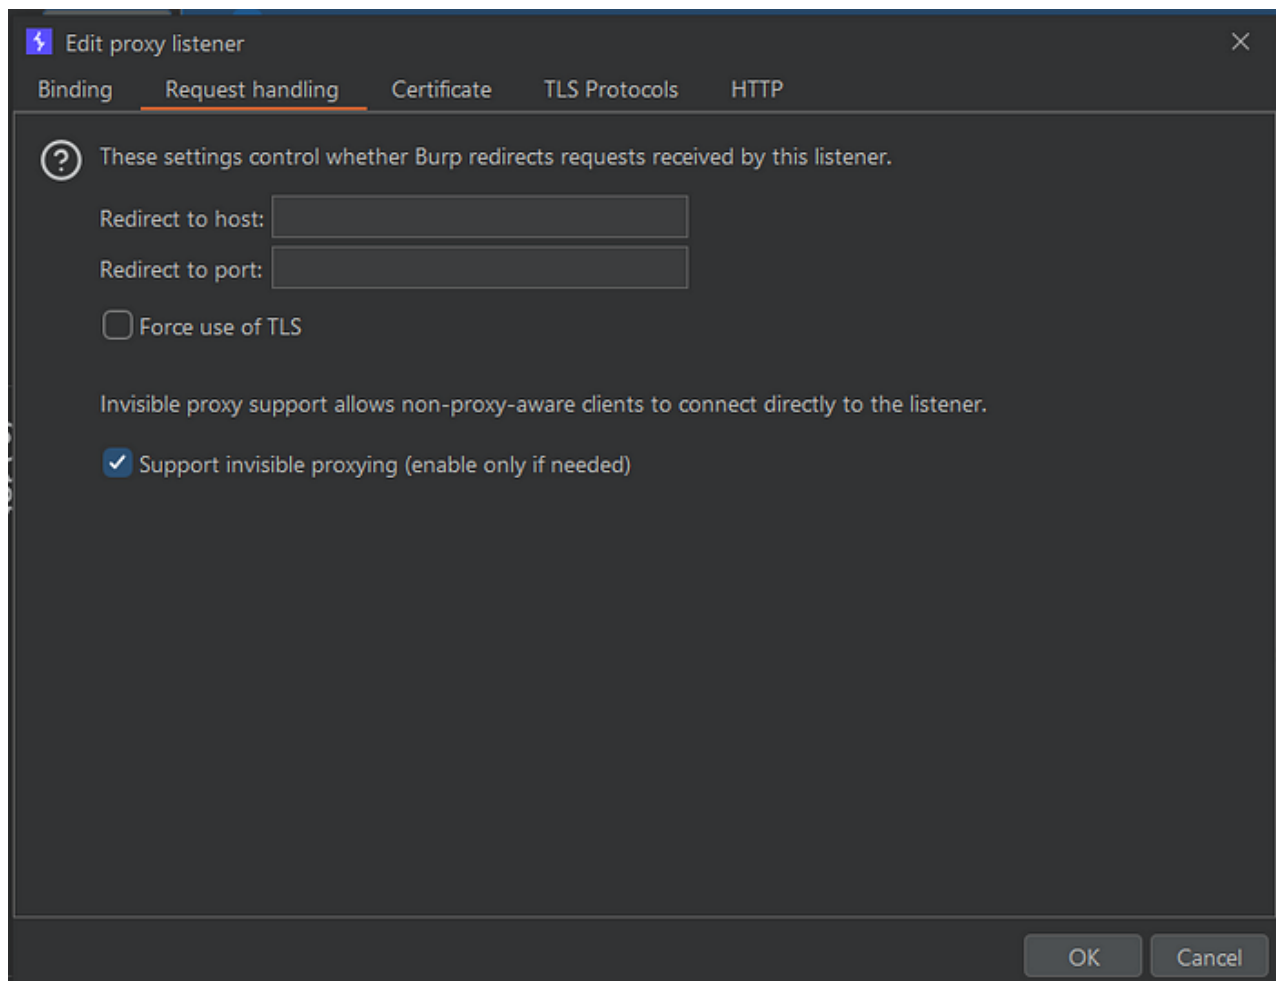 Edit proxy listener
Binding Request handling Certificate TLS Protocols HTTP
These settings control whether Burp redirects requests received by this listener.
Redirect to host:
Redirect to port:
Force use of TLS
Invisible proxy support allows non-proxy-aware clients to connect directly to the listener.
Support invisible proxying (enable only if needed)
OK Cancel